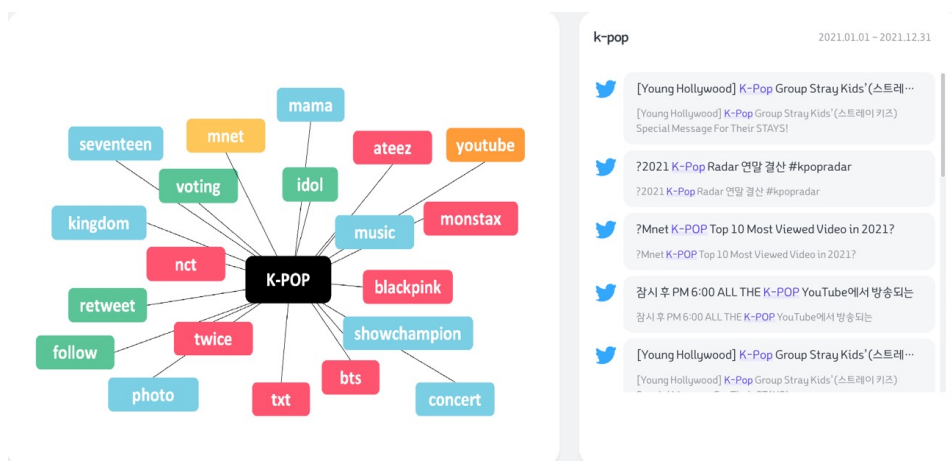 mama
mnet
seventeen
ateez
youtube
voting
idol
kingdom
music
monstax
nct
K-POP
blackpink
retweet
twice
showchampion
follow
bts
photo
txt
concert
k-pop
2021.01.01 ~ 2021.12.31
[Young Hollywood] K-Pop Group Stray Kids'(스트레···
[Young Hollywood] K-Pop Group Stray Kids'(스트레이 키즈)
Special Message For Their STAYS!
?2021 K-Pop Radar 연말 결산 #kpopradar
?2021 K-Pop Radar 연말 결산 #kpopradar
?Mnet K-POP Top 10 Most Viewed Video in 2021?
?Mnet K-POP Top 10 Most Viewed Video in 2021?
잠시 후 PM 6:00 ALL THE K-POP YouTube에서 방송되는
잠시 후 PM 6:00 ALL THE K-POP YouTube에서 방송되는
[Young Hollywood] K-Pop Group Stray Kids'(스트레···
[Young Hollywood] K-Pop Group Stray Kids'(스트레이 키즈)